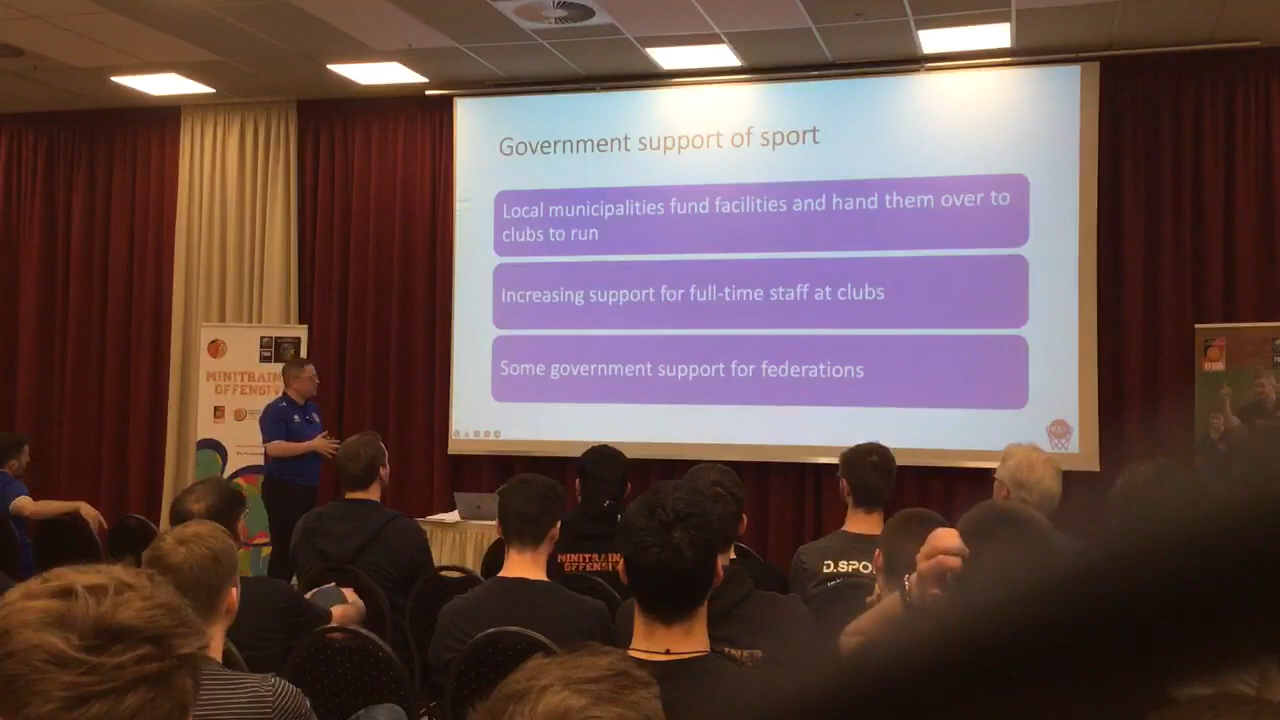 Government support of sport
Local municipalities fund facilities and hand them over to
clubs to run
Increasing support for full-time staff at clubs
Some government support for federations
MINITRAIN
OFFENSIV
MINITRAIN
OFFENSIV
D.SPO